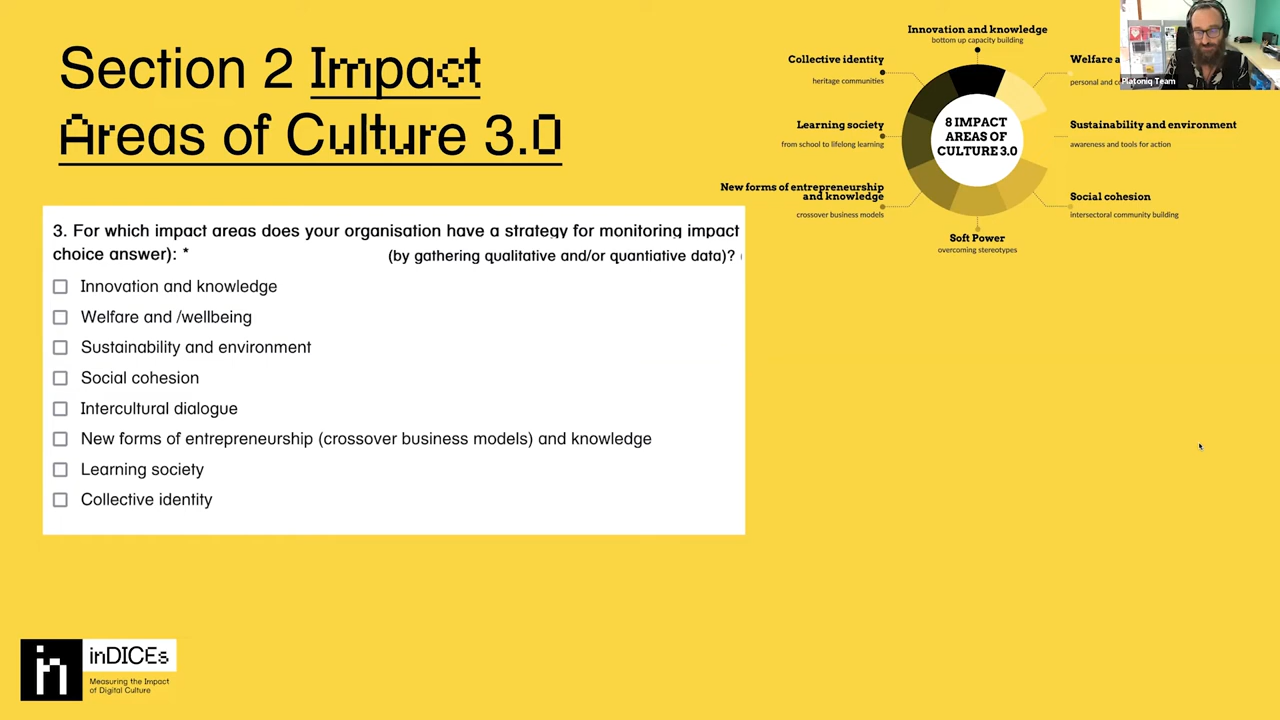 Section 2 Impact
Areas of Culture 3.0
3. For which impact areas does your organisation have a strategy for monitoring impact
choice answer): *
(by gathering qualitative and/or quantiative data)?
Innovation and knowledge
Welfare and /wellbeing
Sustainability and environment
Social cohesion
Intercultural dialogue
New forms of entrepreneurship (crossover business models) and knowledge
Learning society
Collective identity
Innovation and knowledge
bottom up capacity building
Collective identity
heritage communities
Learning society
from school to lifelong learning
New forms of entrepreneurship
and knowledge
crossover business models
Soft Power
overcoming stereotypes
8 IMPACT
AREAS OF
CULTURE 3.0
Welfare
personal and
Sustainability and environment
awareness and tools for action
Social cohesion
intersectoral community building
Platoniq Team
in
inDICEs
Measuring the Impact
of Digital Culture